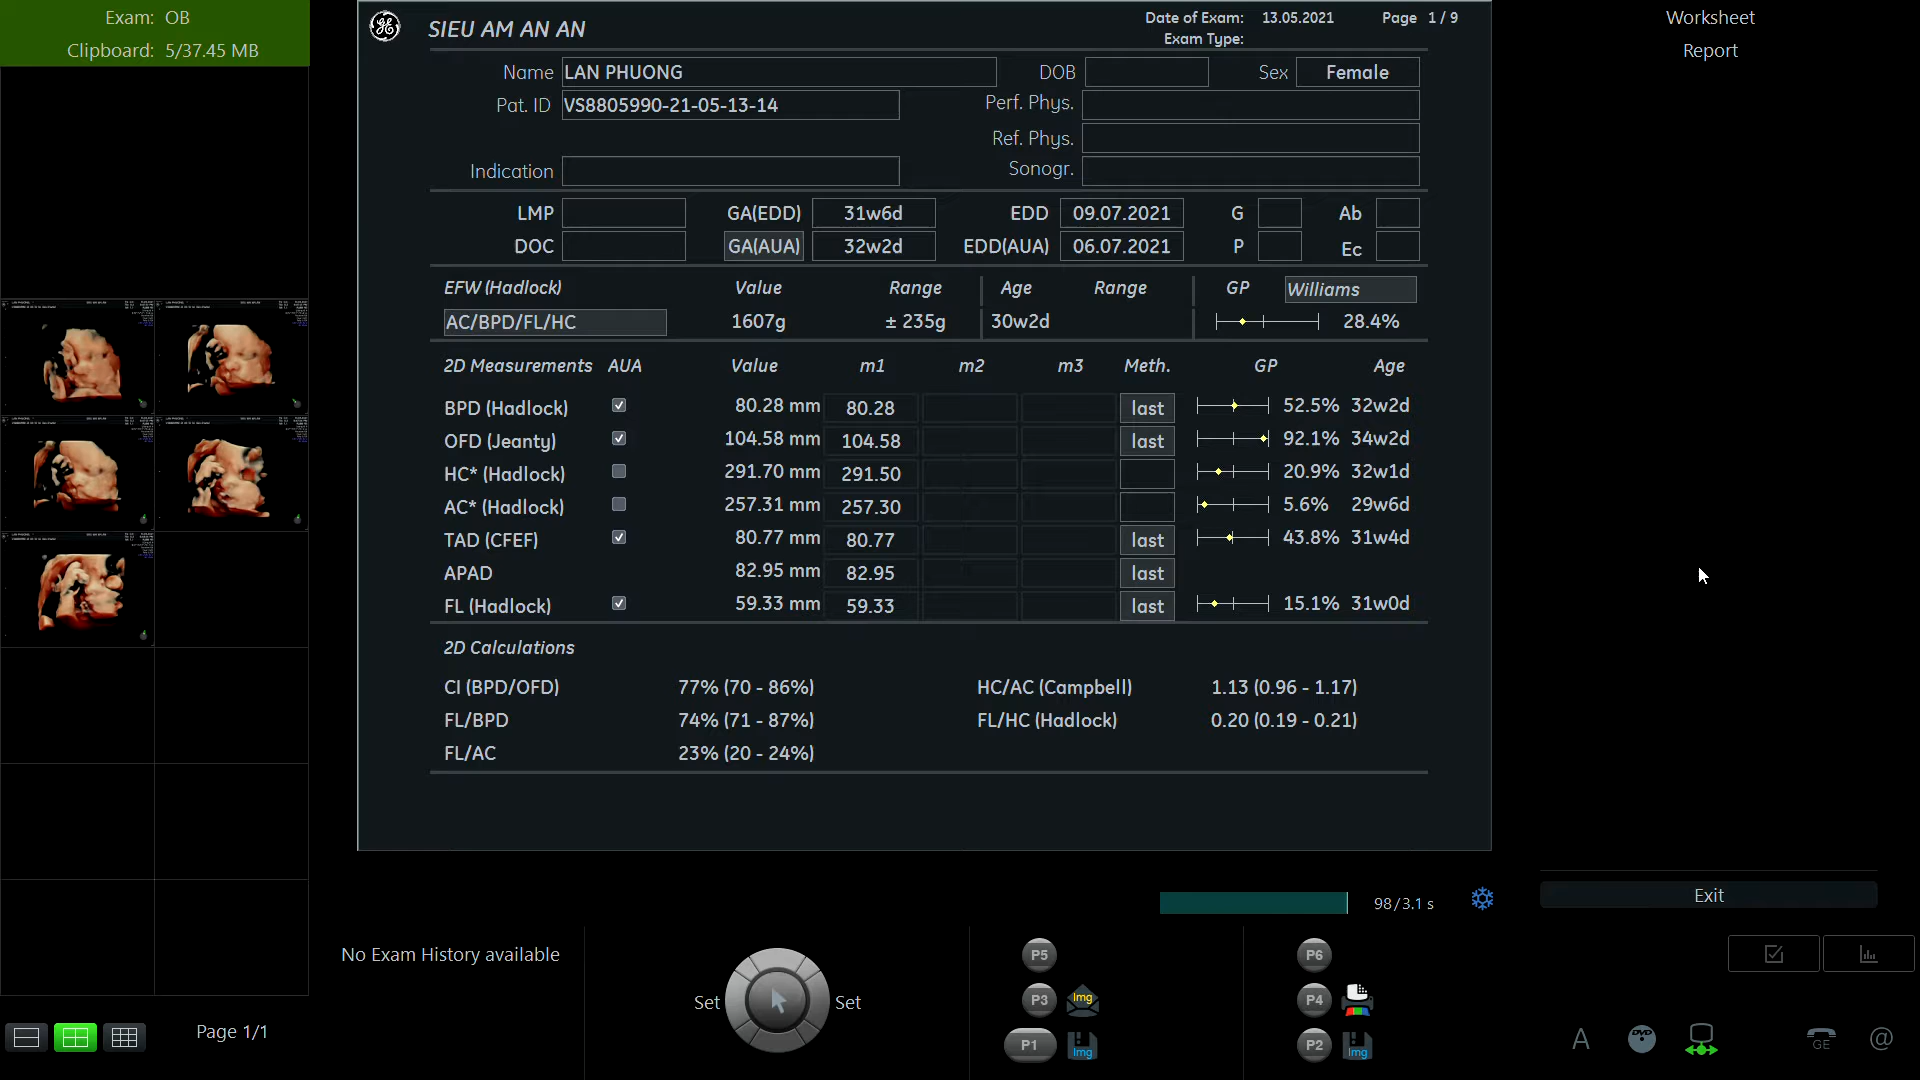 Exam: OB
Clipboard: 5/37.45 MB
SIEU AM AN AN
Date of Exam: 13.05.2021 Page 1 / 9
Exam Type:
Name LAN PHUONG DOB Sex Female
Pat. ID VS8805990-21-05-13-14 Perf. Phys.
Ref. Phys.
Indication Sonogr.
LMP GA(EDD) 31w6d EDD 09.07.2021 G Ab
DOC GA(AUA) 32w2d EDD(AUA) 06.07.2021 P Ec
EFW (Hadlock) Value Range Age Range GP Williams
AC/BPD/FL/HC 1607g ± 235g 30w2d 28.4%
2D Measurements AUA Value m1 m2 m3 Meth. GP Age
BPD (Hadlock) 80.28 mm 80.28 last 52.5% 32w2d
OFD (Jeanty) 104.58 mm 104.58 last 92.1% 34w2d
HC* (Hadlock) 291.70 mm 291.50 20.9% 32w1d
AC* (Hadlock) 257.31 mm 257.30 5.6% 29w6d
TAD (CFEF) 80.77 mm 80.77 last 43.8% 31w4d
APAD 82.95 mm 82.95 last
FL (Hadlock) 59.33 mm 59.33 last 15.1% 31w0d
2D Calculations
CI (BPD/OFD) 77% (70 - 86%) HC/AC (Campbell) 1.13 (0.96 - 1.17)
FL/BPD 74% (71 - 87%) FL/HC (Hadlock) 0.20 (0.19 - 0.21)
FL/AC 23% (20 - 24%)
Worksheet
Report
98/3.1 s
Exit
No Exam History available
Set Set
P5 P6
P3 Img P4
P1 Img P2 Img
Page 1/1
A DVD GE @